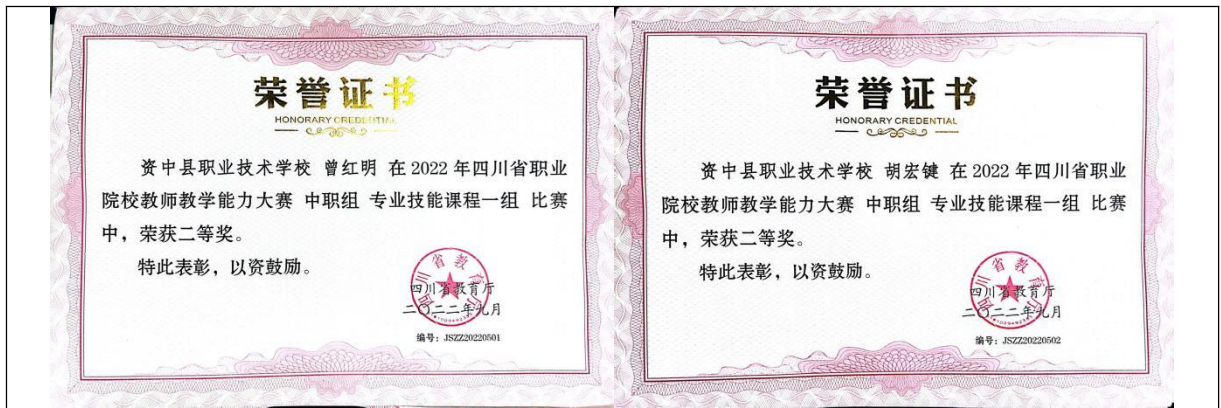 荣誉证书
HONORARY CREDENTIAL
资中县职业技术学校 曾红明 在 2022 年四川省职业
院校教师教学能力大赛 中职组 专业技能课程一组 比赛
中，荣获二等奖。
特此表彰，以资鼓励。
四川省教育厅
二〇二二年九月
编号：JSZZ20220501
荣誉证书
HONORARY CREDENTIAL
资中县职业技术学校 胡宏键 在 2022 年四川省职业
院校教师教学能力大赛 中职组 专业技能课程一组 比赛
中，荣获二等奖。
特此表彰，以资鼓励。
四川省教育厅
二〇二二年九月
编号：JSZZ20220502